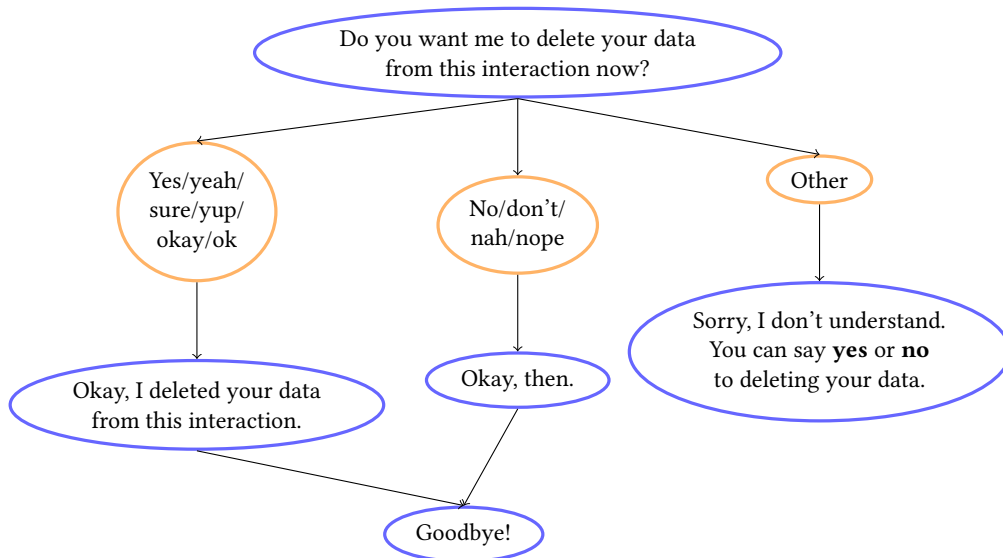 Do you want me to delete your data
from this interaction now?
Yes/yeah/
sure/yup/
okay/ok
No/don't/
nah/nope
Other
Okay, I deleted your data
from this interaction.
Okay, then.
Sorry, I don't understand.
You can say yes or no
to deleting your data.
Goodbye!